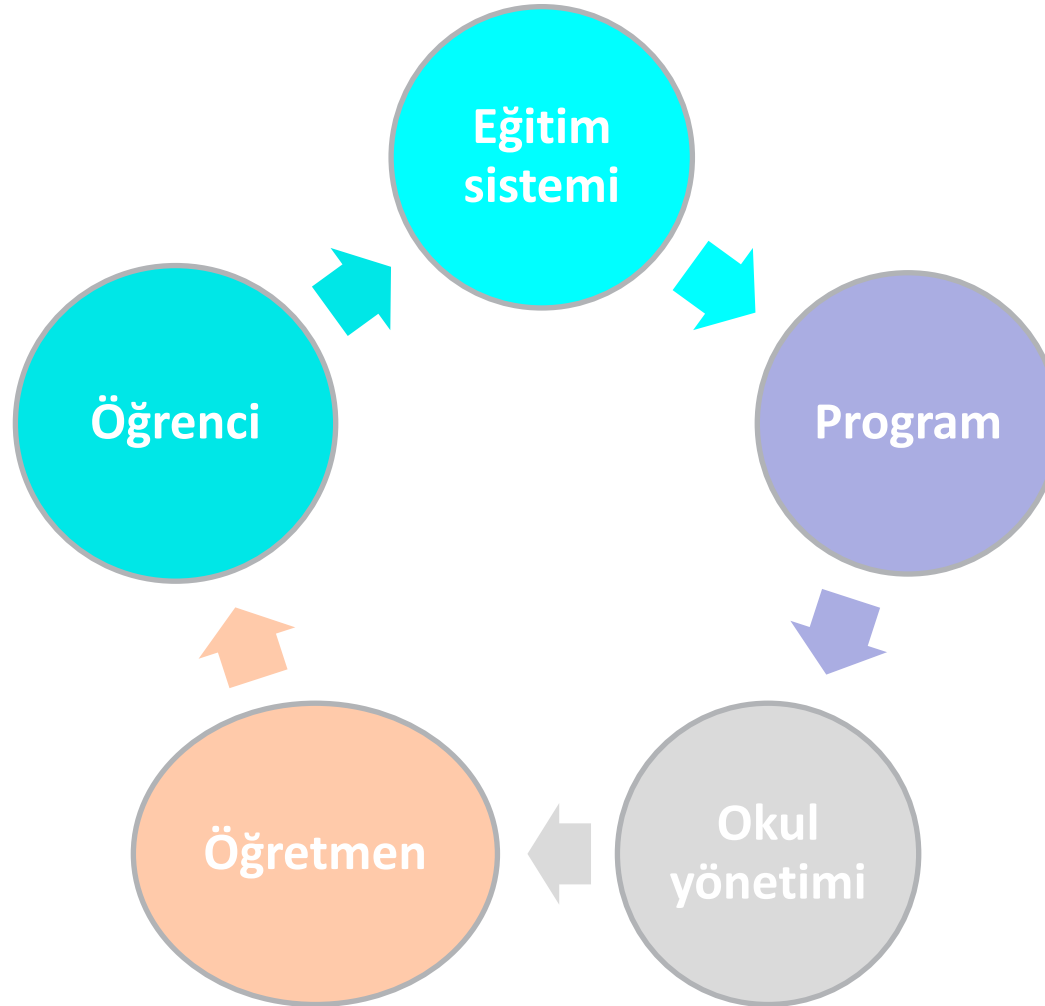 Eğitim
sistemi
Program
Okul
yönetimi
Öğretmen
Öğrenci